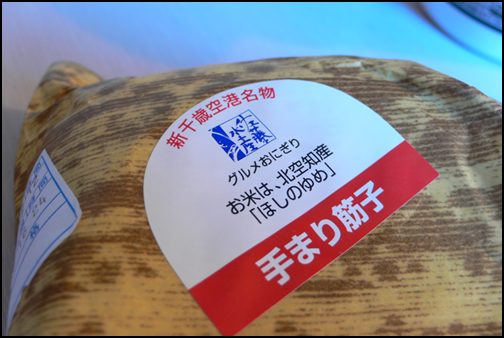 新千歳空港名物
グルメおにぎり
お米は、北空知産
「ほしのゆめ」
手まり筋子